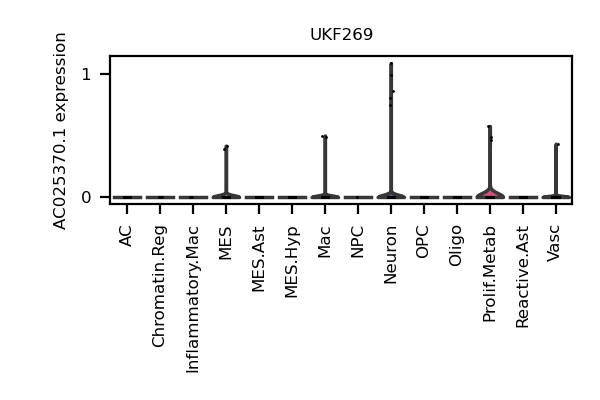 UKF269
AC025370.1 expression
1
0
AC
Chromatin.Reg
Inflammatory.Mac
MES
MES.Ast
MES.Hyp
Mac
NPC
Neuron
OPC
Oligo
Prolif.Metab
Reactive.Ast
Vasc